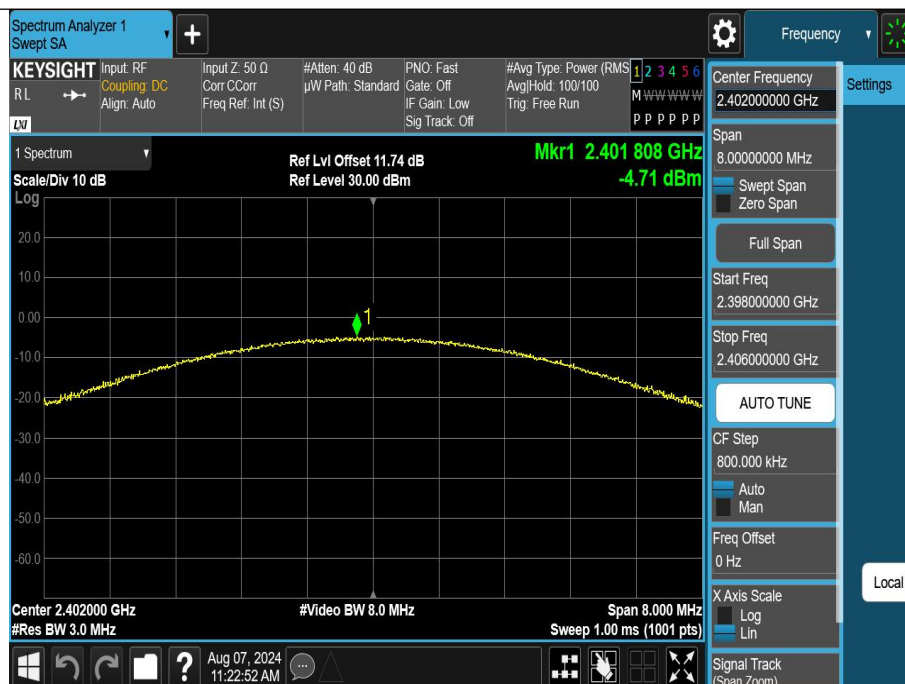 Spectrum Analyzer 1
Swept SA
+
Frequency
KEYSIGHT
R L
LXI
Input: RF
Coupling: DC
Align: Auto
Input Z: 50 Ω
Corr CCorr
Freq Ref: Int (S)
#Atten: 40 dB
µW Path: Standard
PNO: Fast
Gate: Off
IF Gain: Low
Sig Track: Off
#Avg Type: Power (RMS
Avg|Hold: 100/100
Trig: Free Run
1 2 3 4 5 6
M W W W W W
P P P P P P
1 Spectrum
Scale/Div 10 dB
Log
Ref Lvl Offset 11.74 dB
Ref Level 30.00 dBm
Mkr1 2.401 808 GHz
-4.71 dBm
20.0
10.0
0.00
-10.0
-20.0
-30.0
-40.0
-50.0
-60.0
1
Center 2.402000 GHz
#Res BW 3.0 MHz
#Video BW 8.0 MHz
Span 8.000 MHz
Sweep 1.00 ms (1001 pts)
?
Aug 07, 2024
11:22:52 AM
Center Frequency
2.402000000 GHz
Span
8.00000000 MHz
Swept Span
Zero Span
Full Span
Start Freq
2.398000000 GHz
Stop Freq
2.406000000 GHz
AUTO TUNE
CF Step
800.000 kHz
Auto
Man
Freq Offset
0 Hz
X Axis Scale
Log
Lin
Signal Track
(Span Zoom)
Settings
Local